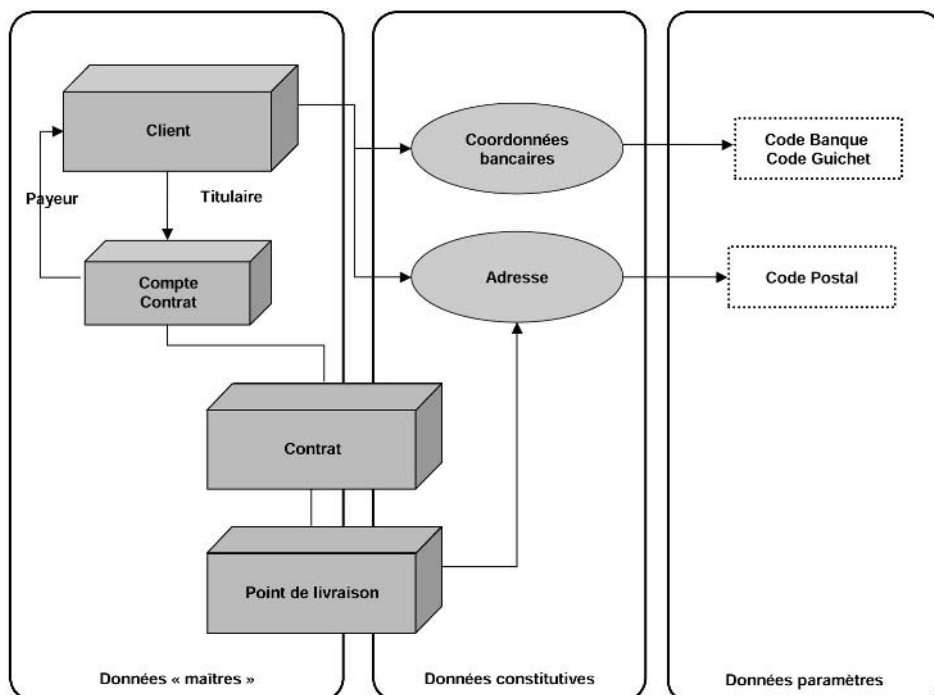 Client
Coordonnées
bancaires
Code Banque
Code Guichet
Payeur
Titulaire
Compte
Contrat
Adresse
Code Postal
Contrat
Point de livraison
Données « maîtres »
Données constitutives
Données paramètres